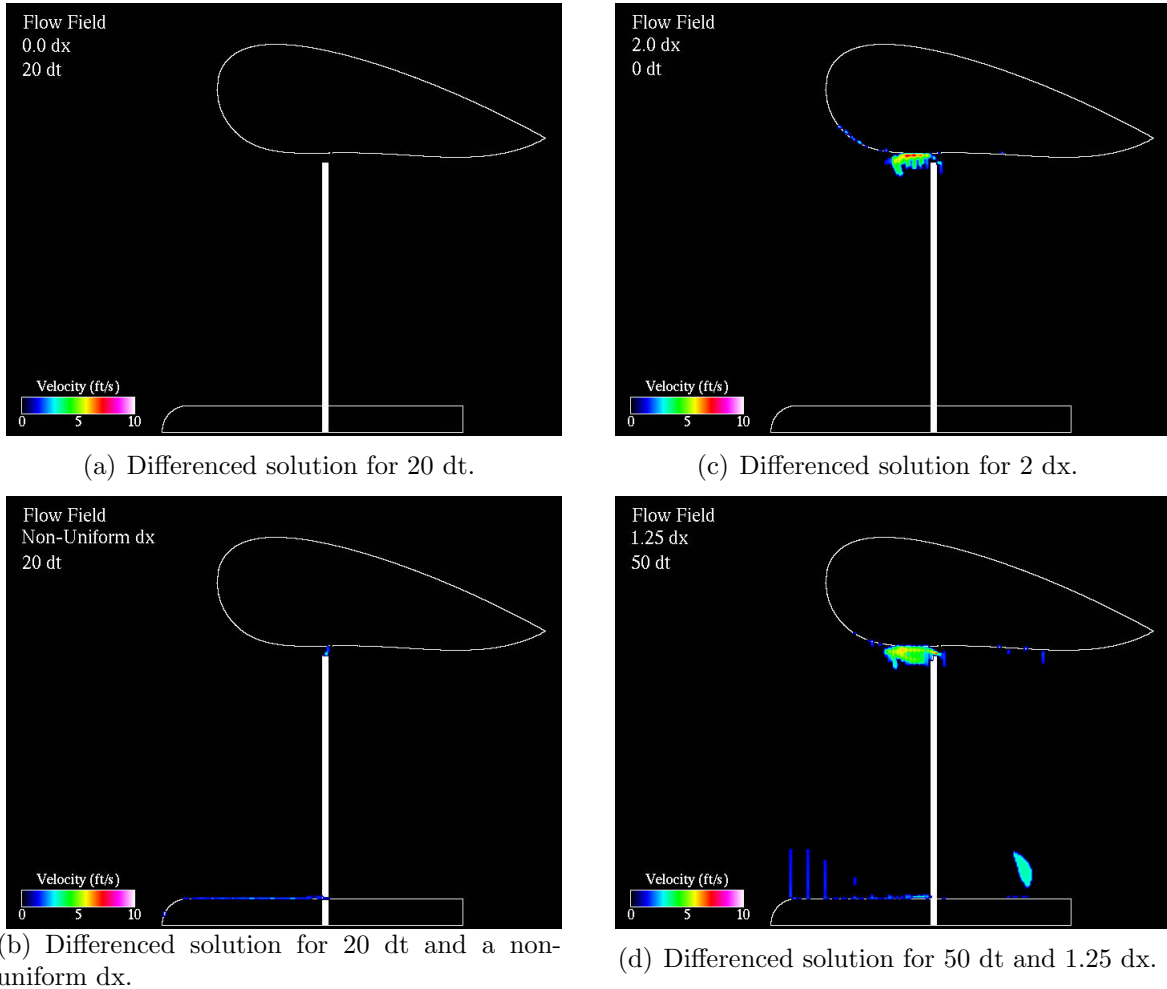 Flow Field
0.0 dx
20 dt
Velocity (ft/s)
0 5 10
(a) Differenced solution for 20 dt.
Flow Field
2.0 dx
0 dt
Velocity (ft/s)
0 5 10
(c) Differenced solution for 2 dx.
Flow Field
Non-Uniform dx
20 dt
Velocity (ft/s)
0 5 10
(b) Differenced solution for 20 dt and a non-
uniform dx.
Flow Field
1.25 dx
50 dt
Velocity (ft/s)
0 5 10
(d) Differenced solution for 50 dt and 1.25 dx.